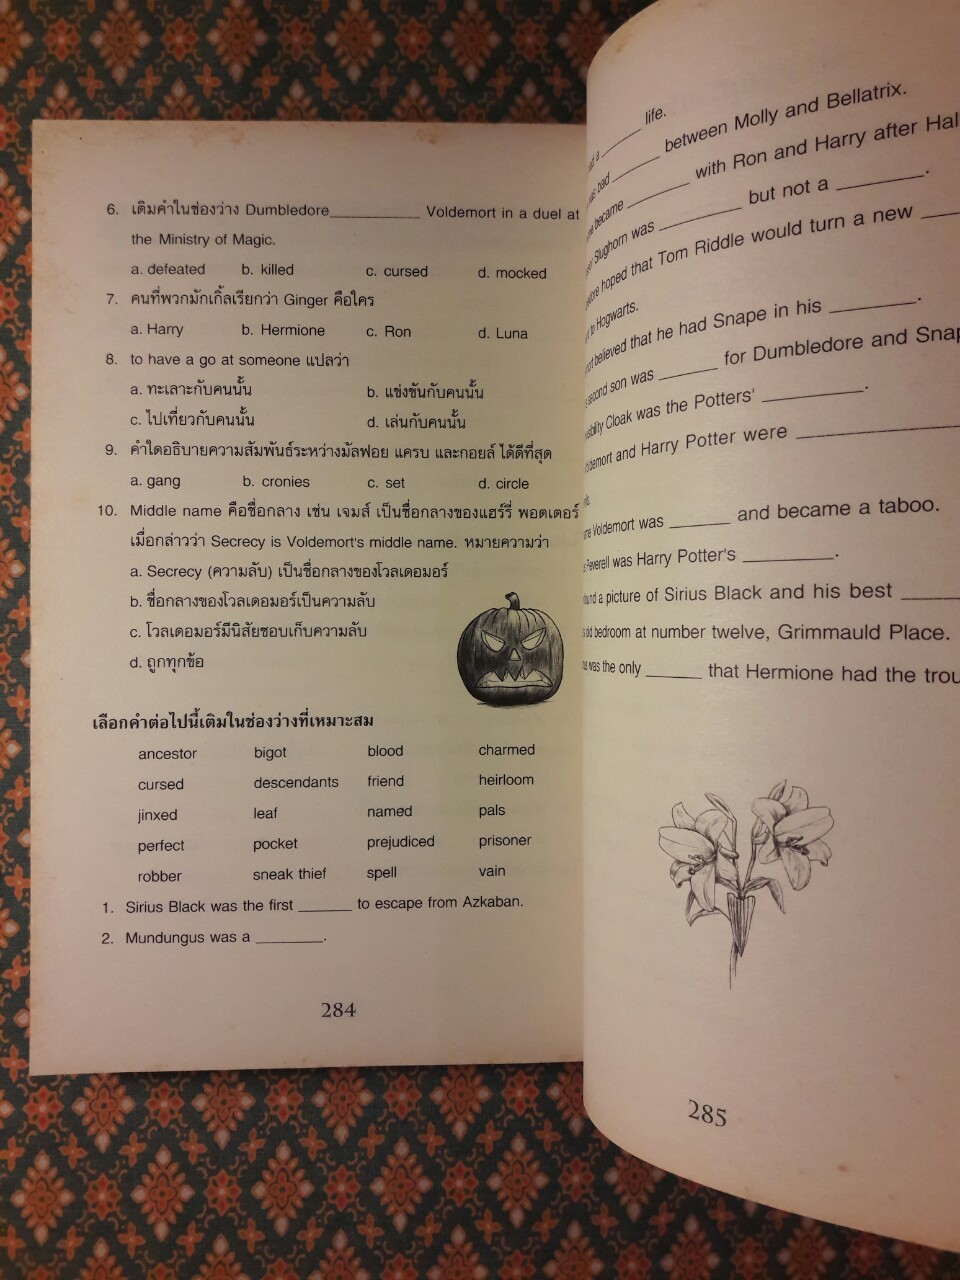 6. เติมคำในช่องว่าง Dumbledore__________ Voldemort in a duel at
the Ministry of Magic.
a. defeated b. killed c. cursed d. mocked
7. คนที่พวกมักเกิ้ลเรียกว่า Ginger คือใคร
a. Harry b. Hermione c. Ron d. Luna
8. to have a go at someone แปลว่า
a. ทะเลาะกับคนนั้น b. แข่งขันกับคนนั้น
c. ไปเที่ยวกับคนนั้น d. เล่นกับคนนั้น
9. คำใดอธิบายความสัมพันธ์ระหว่างมัลฟอย แครบ และกอยล์ ได้ดีที่สุด
a. gang b. cronies c. set d. circle
10. Middle name คือชื่อกลาง เช่น เจมส์ เป็นชื่อกลางของแฮร์รี่ พอตเตอร์
เมื่อกล่าวว่า Secrecy is Voldemort's middle name. หมายความว่า
a. Secrecy (ความลับ) เป็นชื่อกลางของโวลเดอมอร์
b. ชื่อกลางของโวลเดอมอร์เป็นความลับ
c. โวลเดอมอร์มีนิสัยชอบเก็บความลับ
d. ถูกทุกข้อ
เลือกคำต่อไปนี้เติมในช่องว่างที่เหมาะสม
ancestor bigot blood charmed
cursed descendants friend heirloom
jinxed leaf named pals
perfect pocket prejudiced prisoner
robber sneak thief spell vain
1. Sirius Black was the first ______ to escape from Azkaban.
2. Mundungus was a ________.
284
a ______ life.
bad ______ between Molly and Bellatrix.
became ________ with Ron and Harry after
Slughorn was __________ but not a __________.
hoped that Tom Riddle would turn a new ____
to Hogwarts.
believed that he had Snape in his __________.
second son was _______ for Dumbledore and
Cloak was the Potters' ____________.
and Harry Potter were __________________
Voldemort was _______ and became a taboo.
Peverell was Harry Potter's __________.
a picture of Sirius Black and his best ______
bedroom at number twelve, Grimmauld Place.
was the only ______ that Hermione had the
285